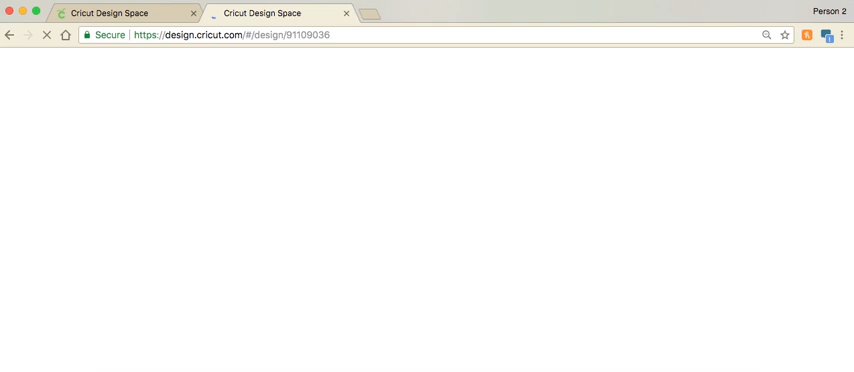 Cricut Design Space
Cricut Design Space
Person 2
Secure
https://design.cricut.com/#/design/91109036